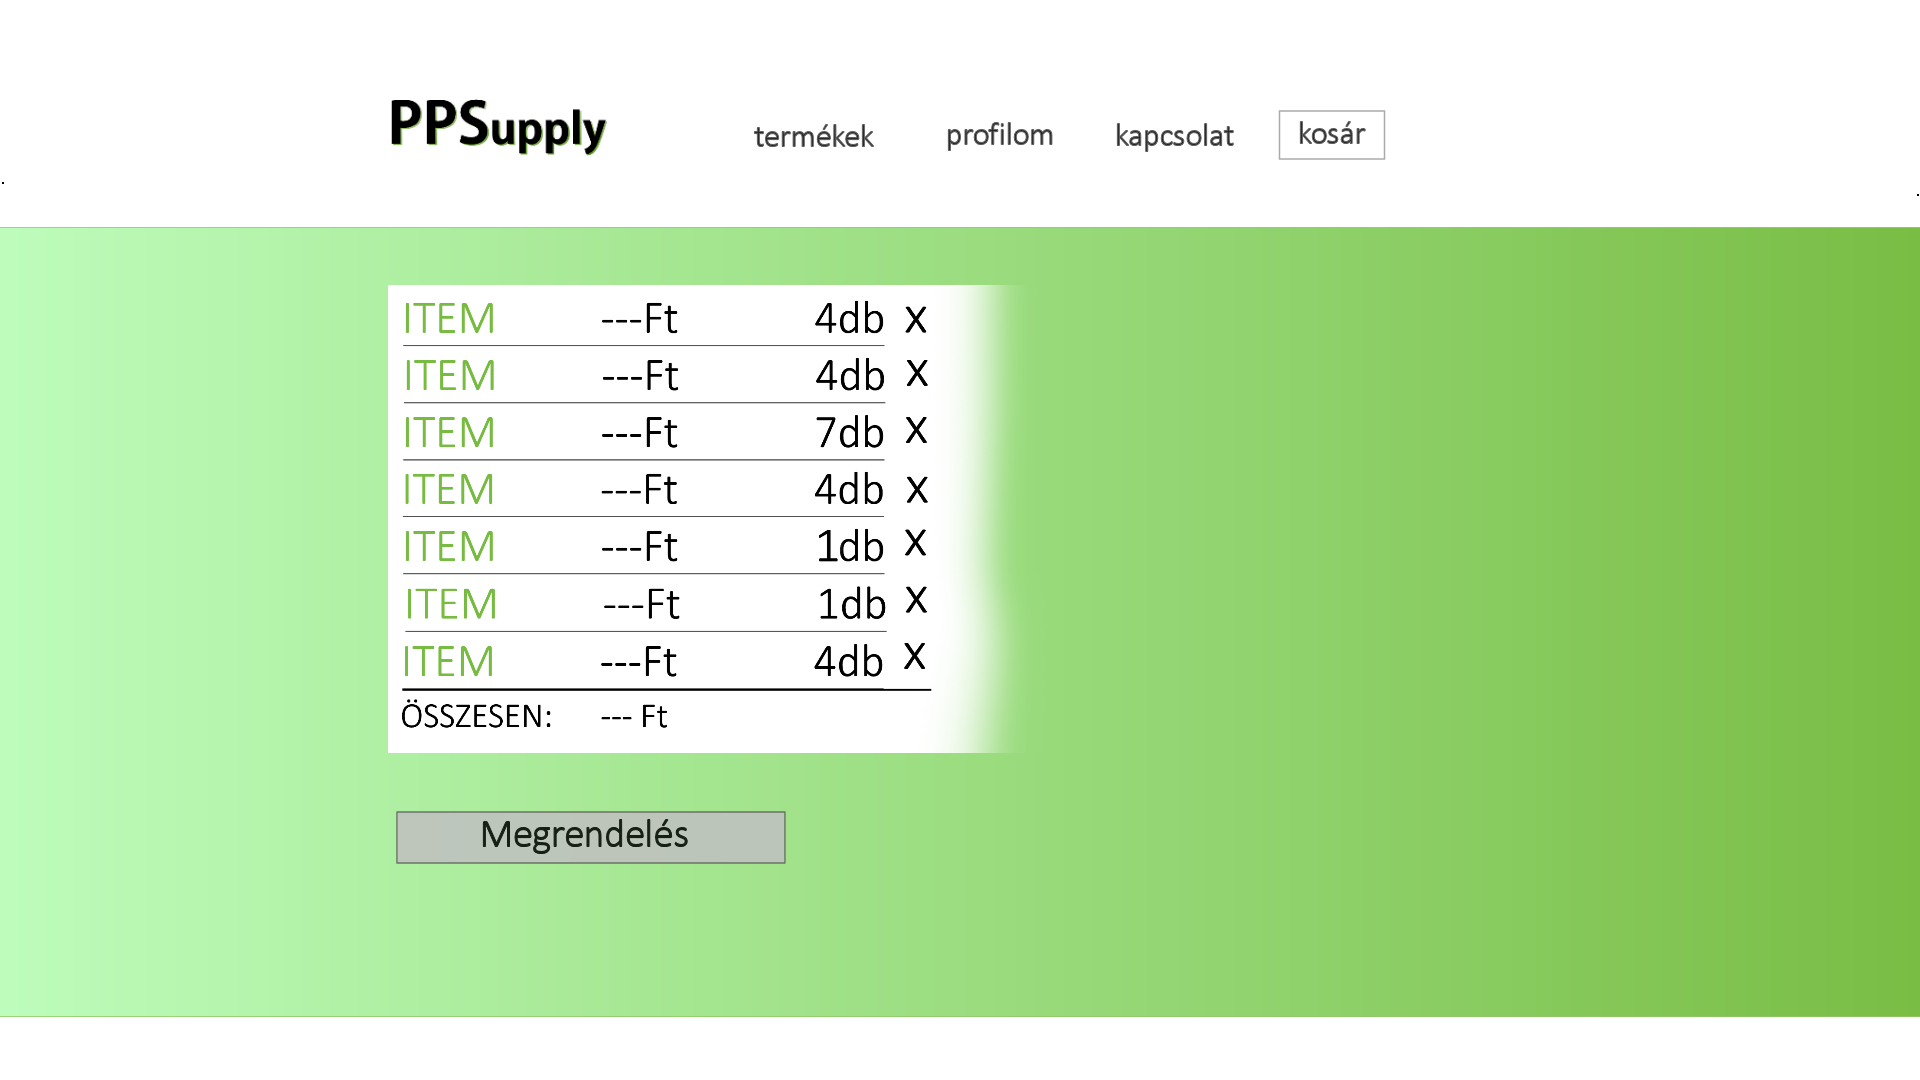 PPSupply termékek profilom kapcsolat kosár
ITEM ---Ft 4db X
ITEM ---Ft 4db X
ITEM ---Ft 7db X
ITEM ---Ft 4db X
ITEM ---Ft 1db X
ITEM ---Ft 1db X
ITEM ---Ft 4db X
ÖSSZESEN: --- Ft
Megrendelés